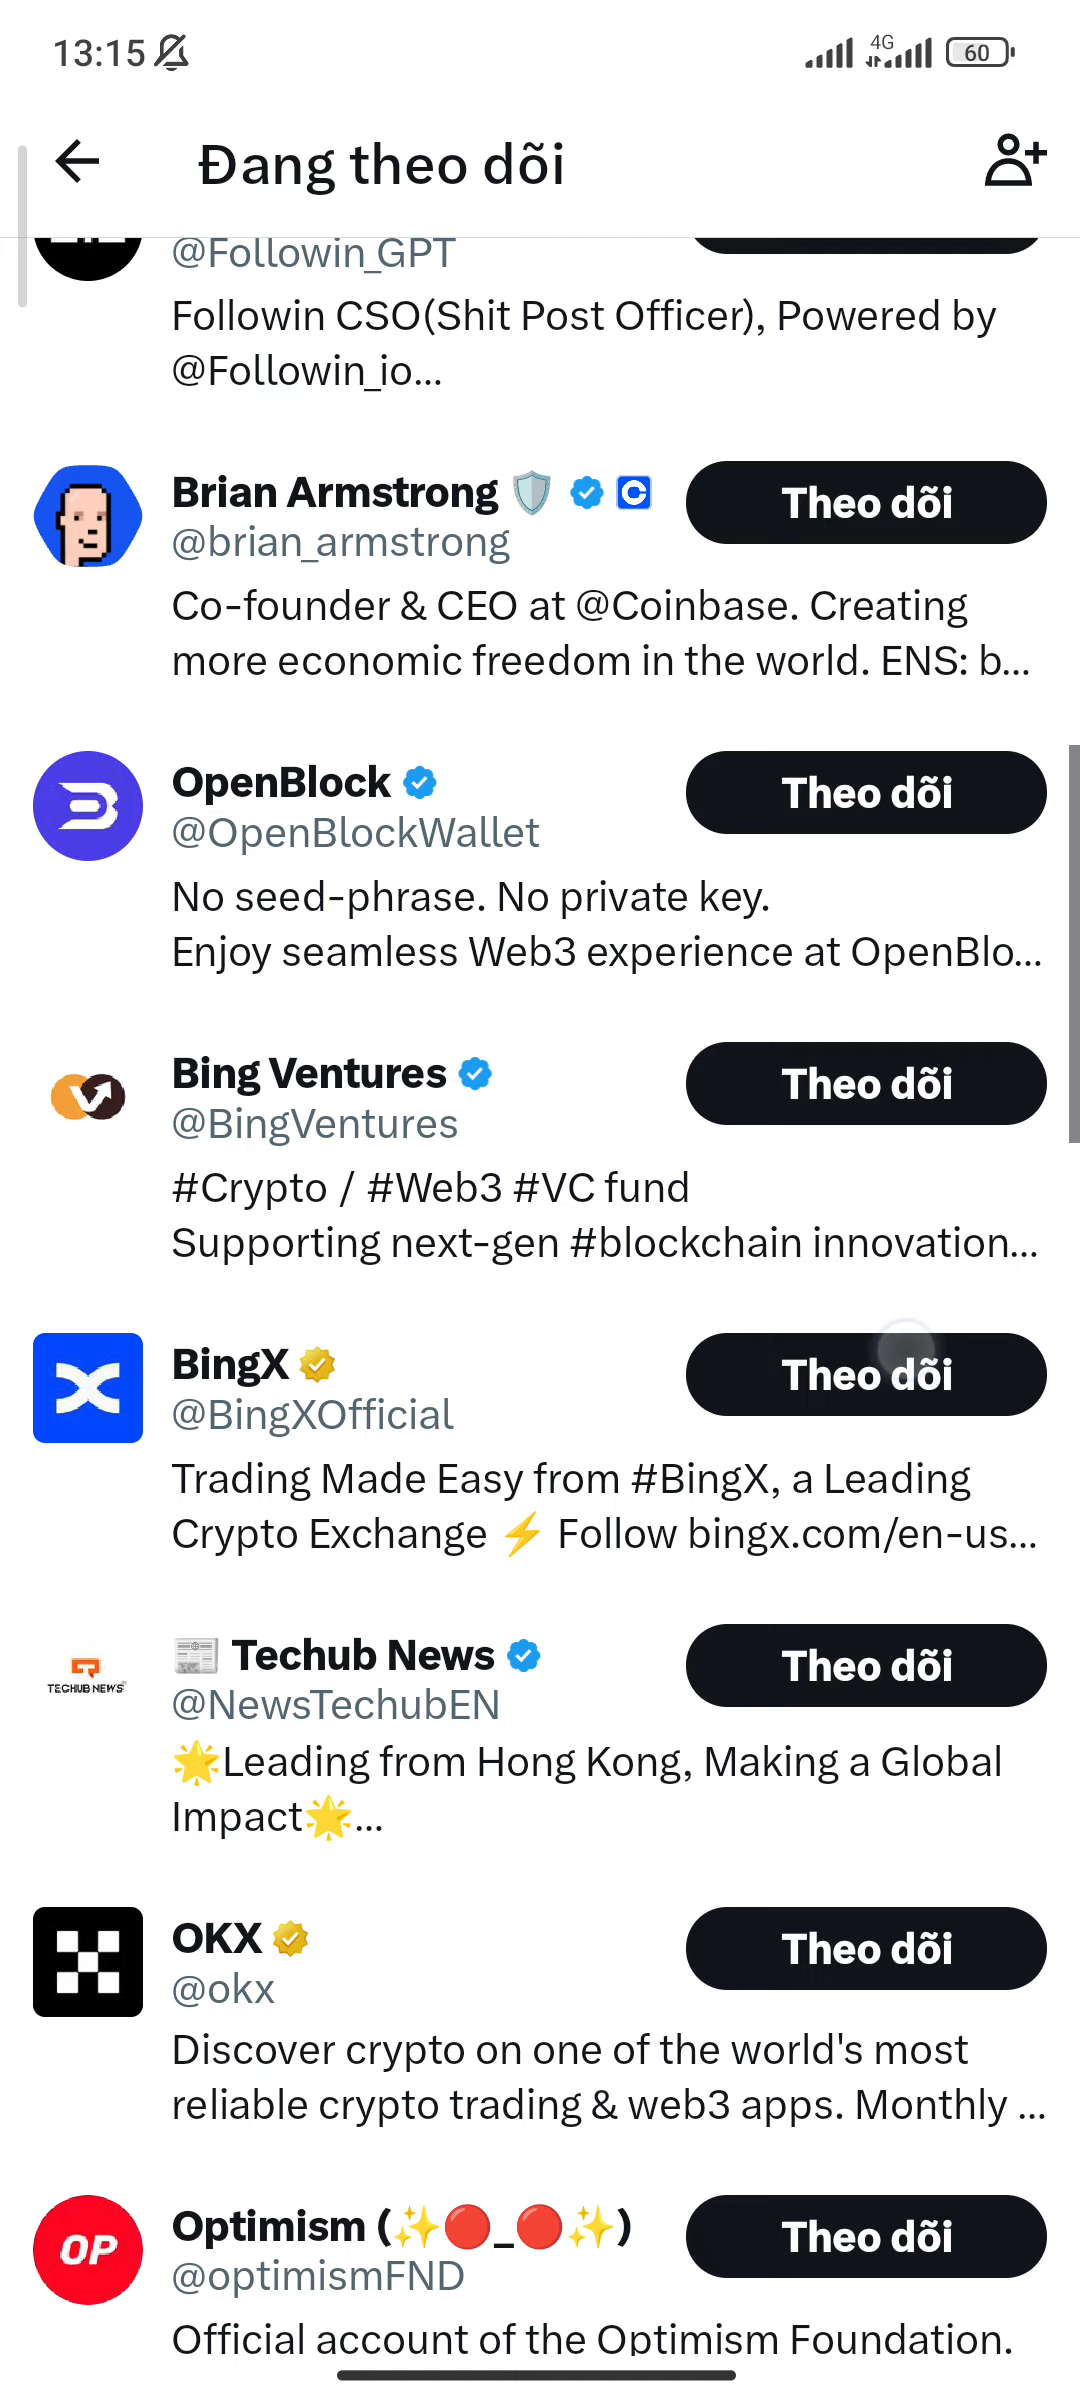 13:15
4G
60
Đang theo dõi
@Followin_GPT
Followin CSO(Shit Post Officer), Powered by
@Followin_io...
Brian Armstrong 🛡️
Theo dõi
@brian_armstrong
Co-founder & CEO at @Coinbase. Creating
more economic freedom in the world. ENS: b...
OpenBlock
Theo dõi
@OpenBlockWallet
No seed-phrase. No private key.
Enjoy seamless Web3 experience at OpenBlo...
Bing Ventures
Theo dõi
@BingVentures
#Crypto / #Web3 #VC fund
Supporting next-gen #blockchain innovation...
BingX
Theo dõi
@BingXOfficial
Trading Made Easy from #BingX, a Leading
Crypto Exchange ⚡ Follow bingx.com/en-us...
TECHUB NEWS
📰 Techub News
Theo dõi
@NewsTechubEN
🌟Leading from Hong Kong, Making a Global
Impact🌟...
OKX
Theo dõi
@okx
Discover crypto on one of the world's most
reliable crypto trading & web3 apps. Monthly ...
OP
Optimism (✨🔴_🔴✨)
Theo dõi
@optimismFND
Official account of the Optimism Foundation.